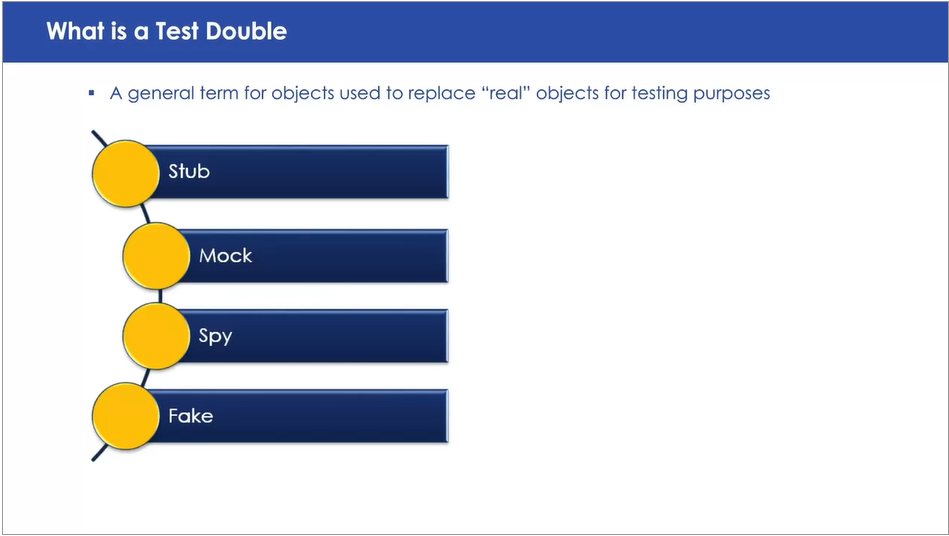 What is a Test Double
▪ A general term for objects used to replace “real” objects for testing purposes
Stub
Mock
Spy
Fake